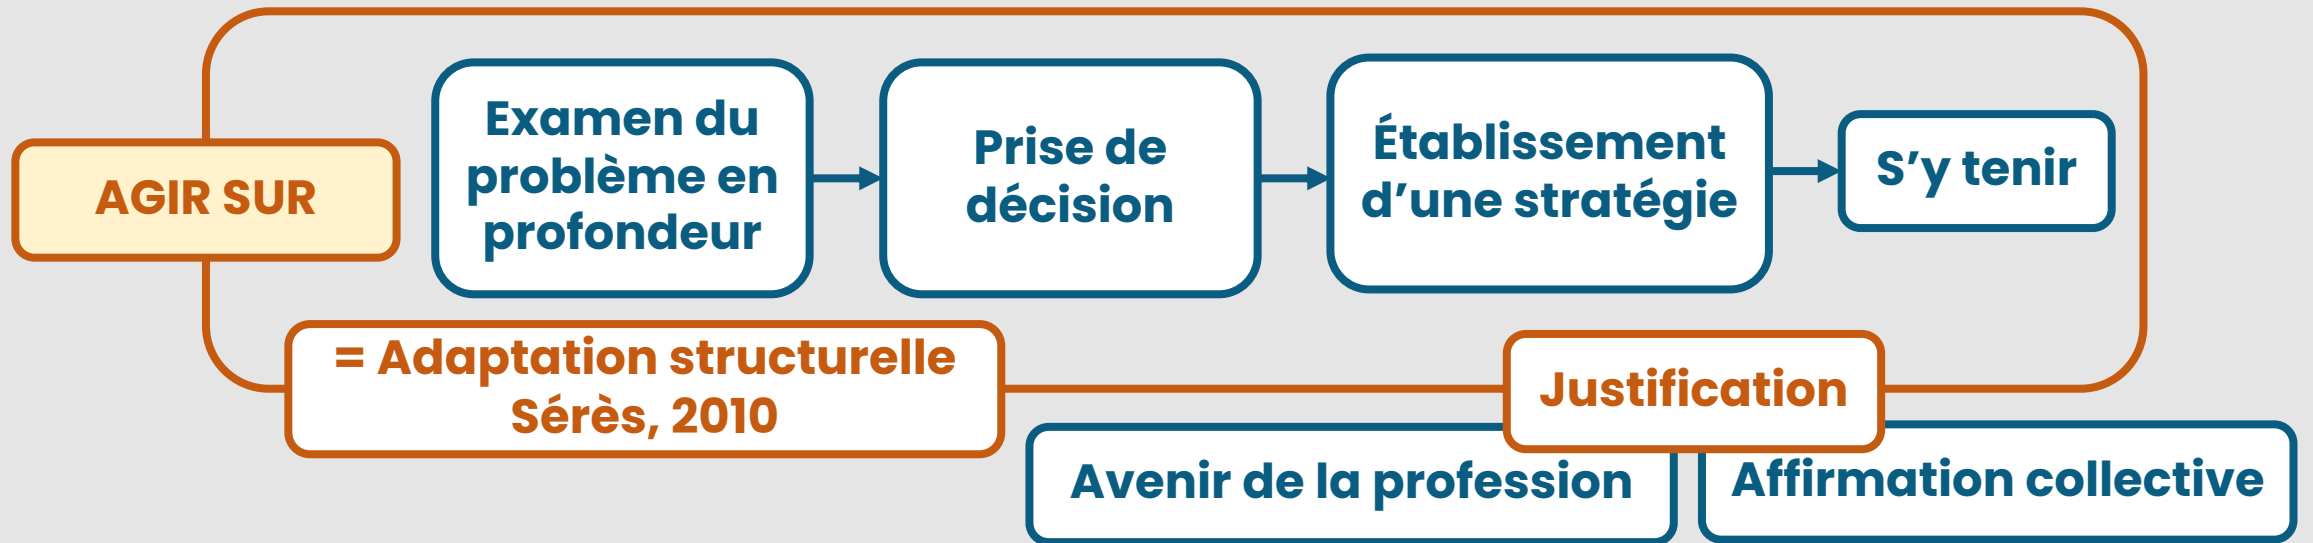 AGIR SUR
Examen du
problème en
profondeur
Prise de
décision
Établissement
d’une stratégie
S’y tenir
= Adaptation structurelle
Sérès, 2010
Justification
Avenir de la profession
Affirmation collective